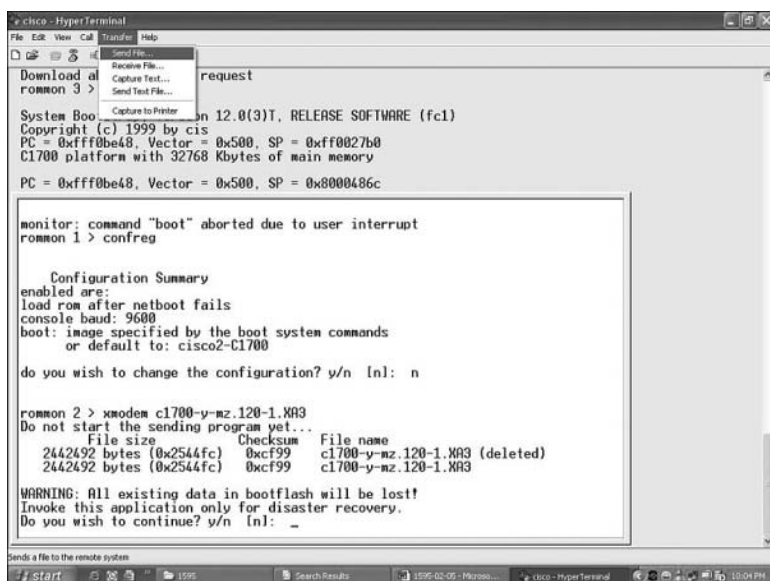 cisco - HyperTerminal
File Edit View Call Transfer Help
Send File...
Receive File...
Capture Text...
Send Text File...
Capture to Printer
Download request
rommon 3 >
System Boo on 12.0(3)T, RELEASE SOFTWARE (fc1)
Copyright (c) 1999 by cis
PC = 0xfff0be48, Vector = 0x500, SP = 0xff0027b0
C1700 platform with 32768 Kbytes of main memory
PC = 0xfff0be48, Vector = 0x500, SP = 0x8000486c
monitor: command "boot" aborted due to user interrupt
rommon 1 > confreg
Configuration Summary
enabled are:
load rom after netboot fails
console baud: 9600
boot: image specified by the boot system commands
or default to: cisco2-C1700
do you wish to change the configuration? y/n [n]: n
rommon 2 > xmodem c1700-y-mz.120-1.XA3
Do not start the sending program yet...
File size Checksum File name
2442492 bytes (0x2544fc) 0xcf99 c1700-y-mz.120-1.XA3 (deleted)
2442492 bytes (0x2544fc) 0xcf99 c1700-y-mz.120-1.XA3
WARNING: All existing data in bootflash will be lost!
Invoke this application only for disaster recovery.
Do you wish to continue? y/n [n]: _
Sends a file to the remote system
start 1595 Search Results 1595-02-05 - Microso... cisco - HyperTerminal 10:04 PM